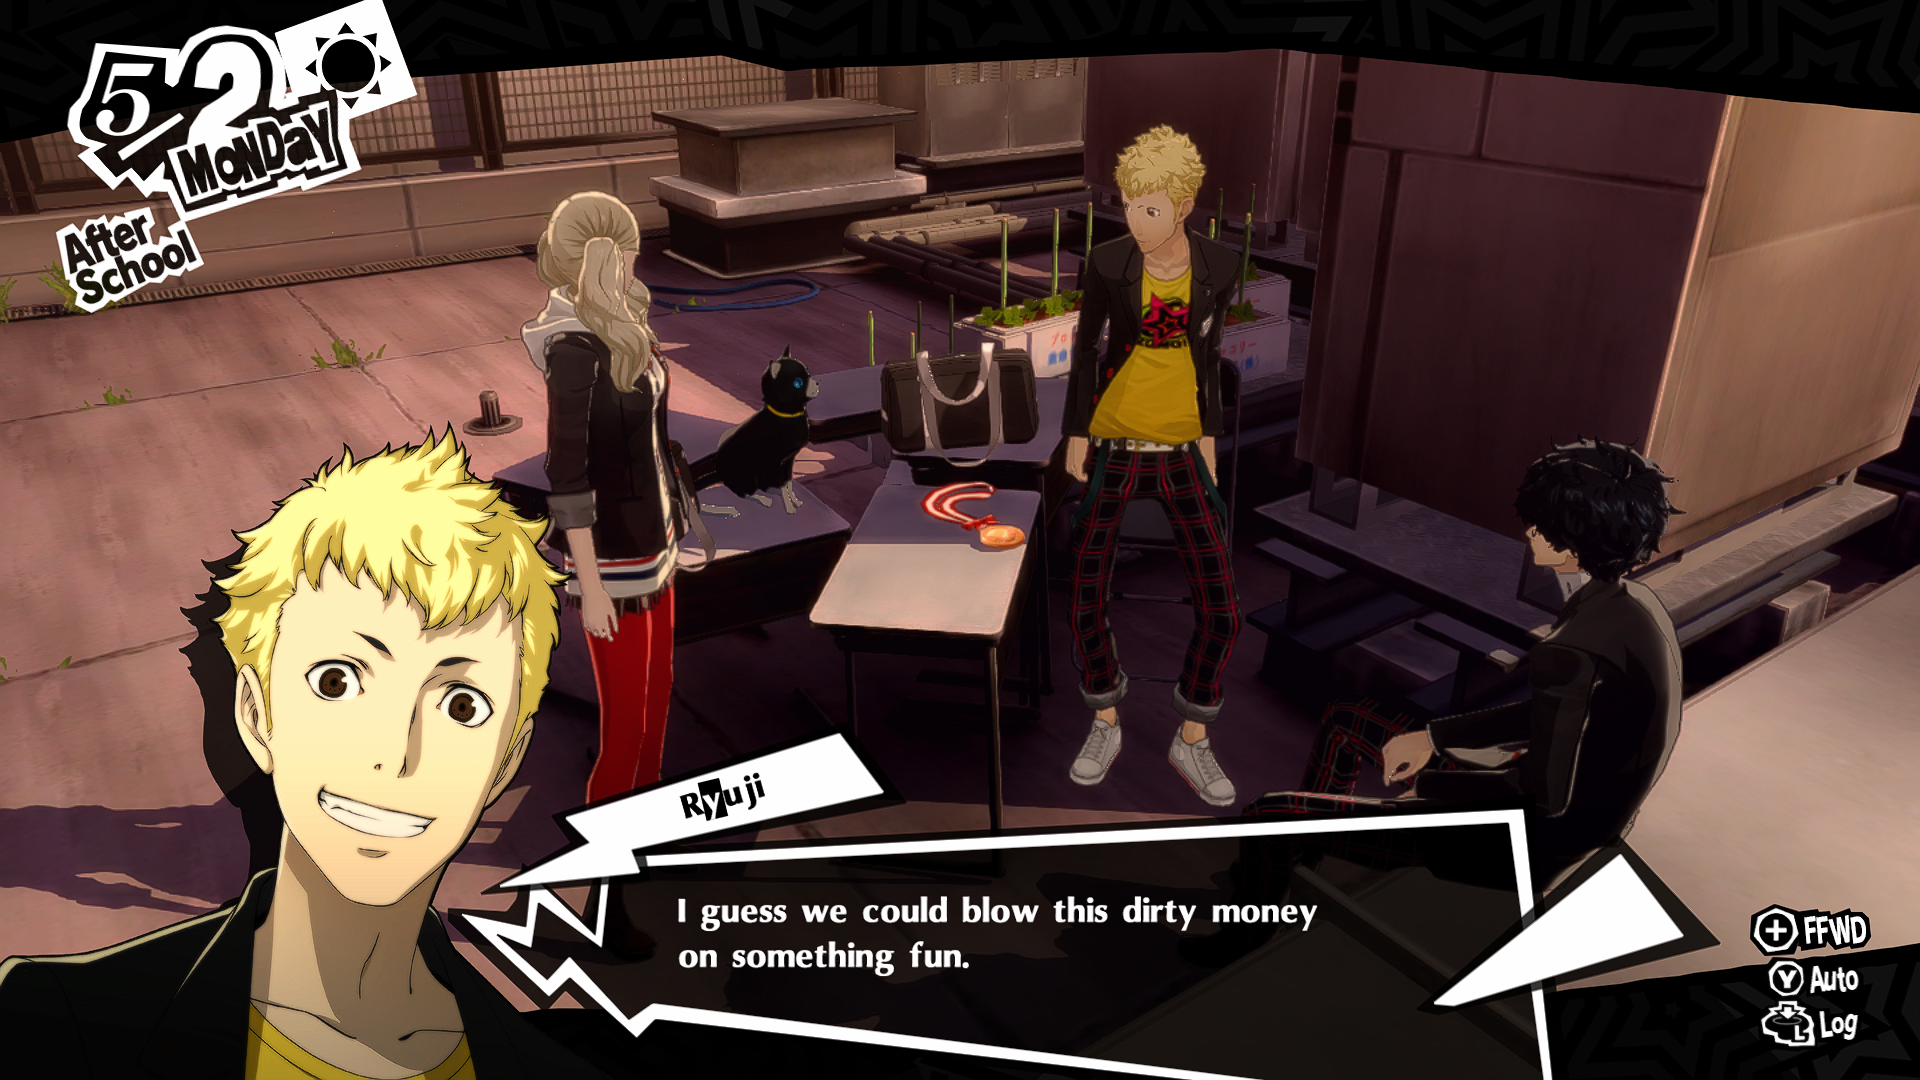 5/2
MONDaY
After
School
Ryuji
I guess we could blow this dirty money
on something fun.
FFWD
Y Auto
L Log